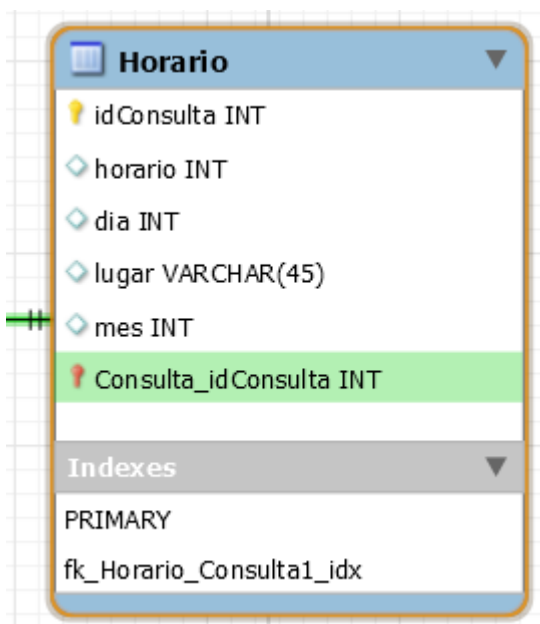 Horario
idConsulta INT
horario INT
dia INT
lugar VARCHAR(45)
mes INT
Consulta_idConsulta INT
Indexes
PRIMARY
fk_Horario_Consulta1_idx